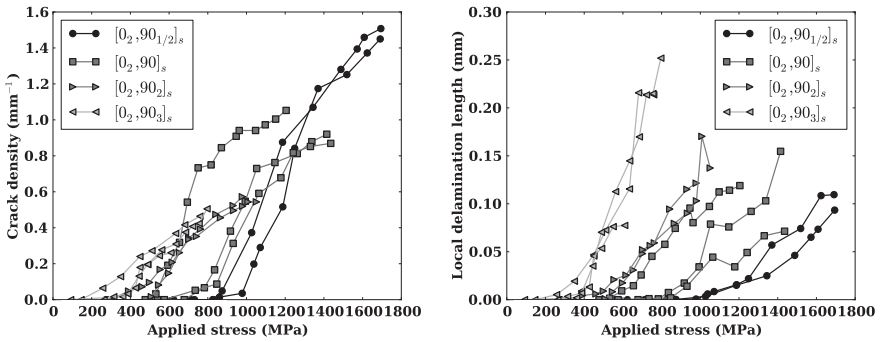 1.6
1.4
1.2
1.0
0.8
0.6
0.4
0.2
0.0
0 200 400 600 800 1000 1200 1400 1600 1800
Crack density (mm⁻¹)
Applied stress (MPa)
[0₂,90₁/₂]ₛ
[0₂,90]ₛ
[0₂,90₂]ₛ
[0₂,90₃]ₛ
0.30
0.25
0.20
0.15
0.10
0.05
0.00
0 200 400 600 800 1000 1200 1400 1600 1800
Local delamination length (mm)
Applied stress (MPa)
[0₂,90₁/₂]ₛ
[0₂,90]ₛ
[0₂,90₂]ₛ
[0₂,90₃]ₛ